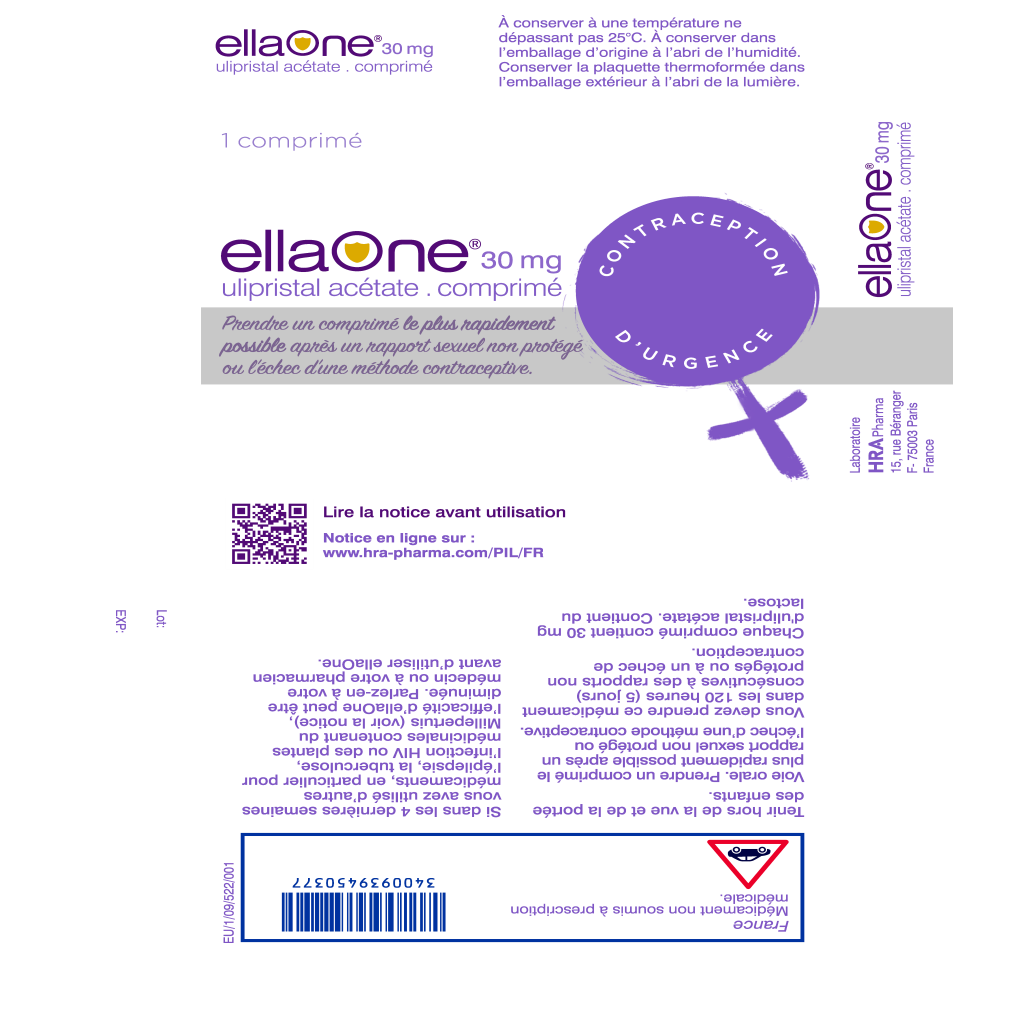 ellaOne® 30 mg
ulipristal acétate . comprimé
À conserver à une température ne
dépassant pas 25°C. À conserver dans
l'emballage d'origine à l'abri de l'humidité.
Conserver la plaquette thermoformée dans
l'emballage extérieur à l'abri de la lumière.
1 comprimé
ellaOne® 30 mg
ulipristal acétate . comprimé
CONTRACEPTION
D'URGENCE
Prendre un comprimé le plus rapidement
possible après un rapport sexuel non protégé
ou l'échec d'une méthode contraceptive.
ellaOne® 30 mg
ulipristal acétate . comprimé
Laboratoire
HRA Pharma
15, rue Béranger
F- 75003 Paris
France
Lire la notice avant utilisation
Notice en ligne sur :
www.hra-pharma.com/PIL/FR
Lot:
EXP:
Tenir hors de la vue et de la portée
des enfants.
Voie orale. Prendre un comprimé le
plus rapidement possible après un
rapport sexuel non protégé ou
l'échec d'une méthode contraceptive.
Vous devez prendre ce médicament
dans les 120 heures (5 jours)
consécutives à des rapports non
protégés ou à un échec de
contraception.
Chaque comprimé contient 30 mg
d'ulipristal acétate. Contient du
lactose.
Si dans les 4 dernières semaines
vous avez utilisé d'autres
médicaments, en particulier pour
l'épilepsie, la tuberculose,
l'infection HIV ou des plantes
médicinales contenant du
Millepertuis (voir la notice),
l'efficacité d'ellaOne peut être
diminuée. Parlez-en à votre
médecin ou à votre pharmacien
avant d'utiliser ellaOne.
EU/1/09/522/001
France
Médicament non soumis à prescription
médicale.
3400939450377